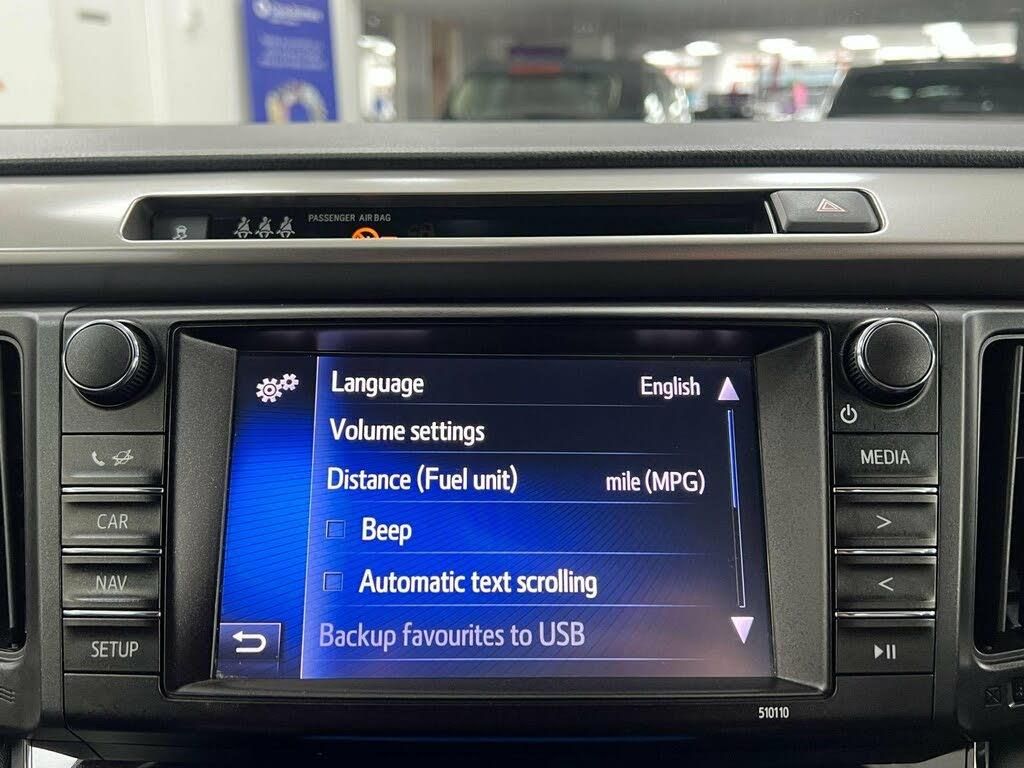 PASSENGER AIR BAG
Language English
Volume settings
Distance (Fuel unit) mile (MPG)
Beep
Automatic text scrolling
Backup favourites to USB
CAR
NAV
SETUP
MEDIA
>
<
510110